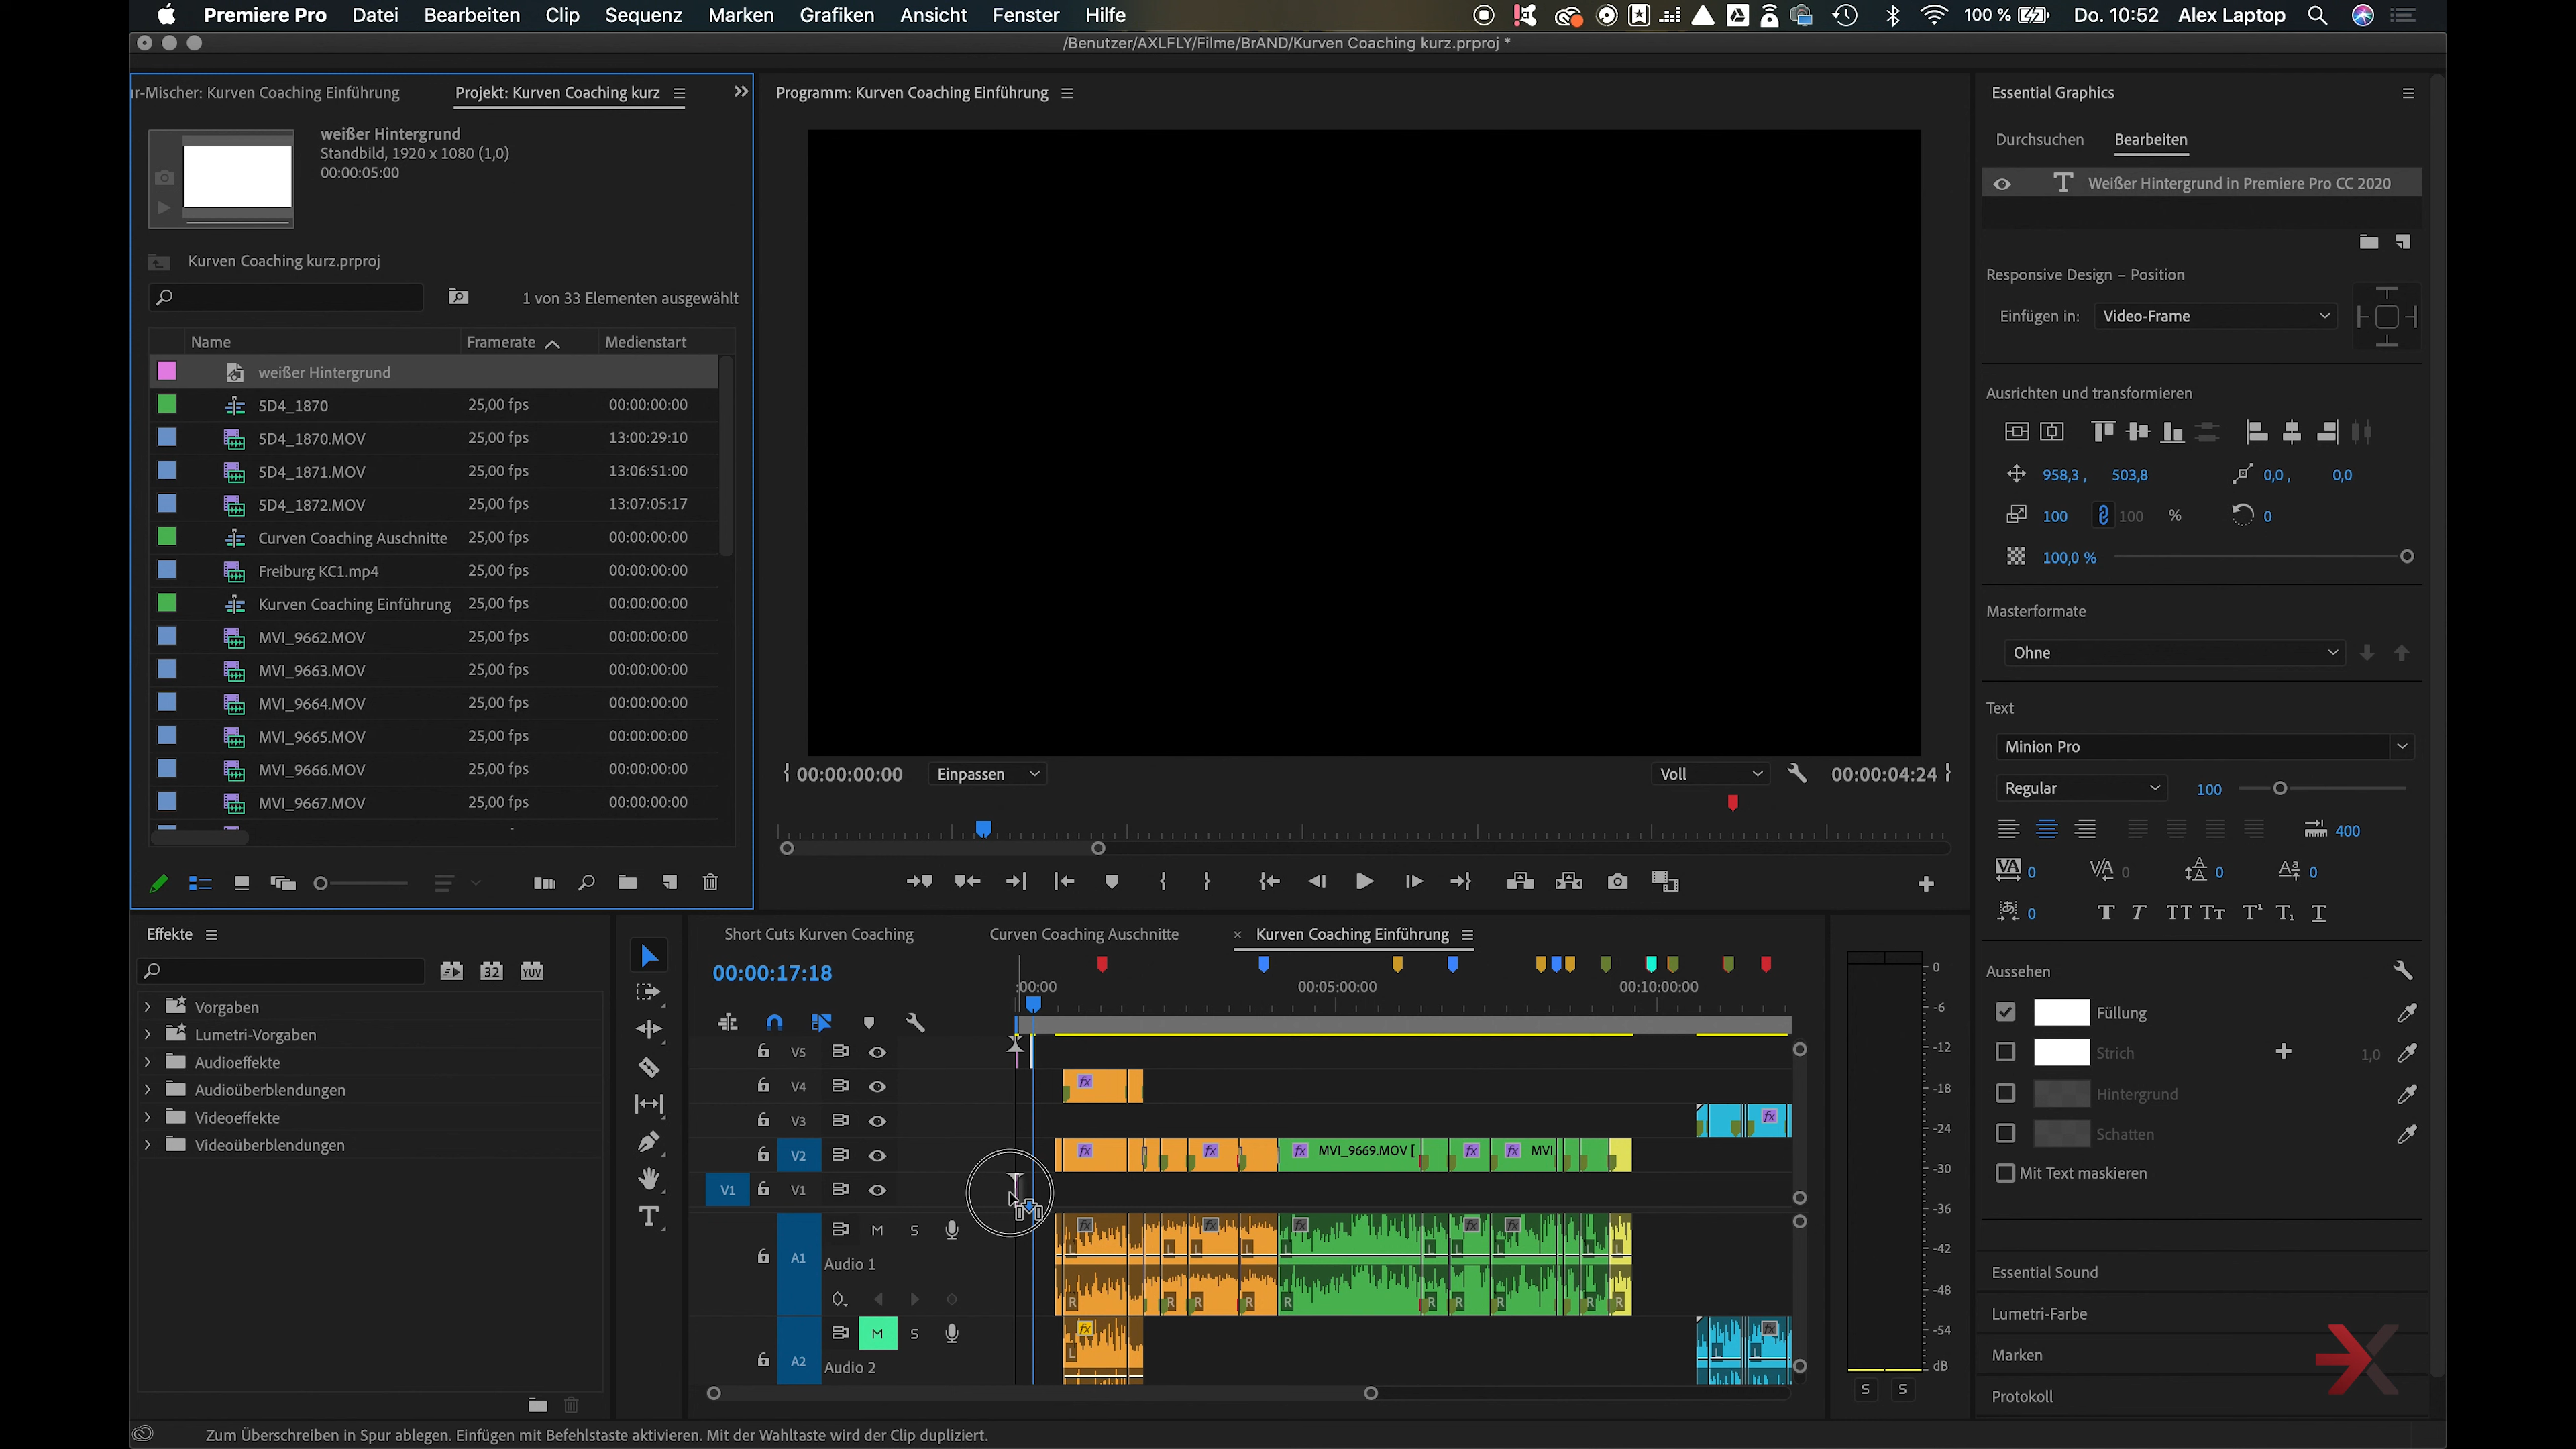 Premiere Pro Datei Bearbeiten Clip Sequenz Marken Grafiken Ansicht Fenster Hilfe 100 % Do. 10:52 Alex Laptop
/Benutzer/AXLFLY/Filme/BrAND/Kurven Coaching kurz.prproj *
ur-Mischer: Kurven Coaching Einführung Projekt: Kurven Coaching kurz
weißer Hintergrund
Standbild, 1920 x 1080 (1,0)
00:00:05:00
Kurven Coaching kurz.prproj
1 von 33 Elementen ausgewählt
Name Framerate Medienstart
weißer Hintergrund
5D4_1870 25,00 fps 00:00:00:00
5D4_1870.MOV 25,00 fps 13:00:29:10
5D4_1871.MOV 25,00 fps 13:06:51:00
5D4_1872.MOV 25,00 fps 13:07:05:17
Curven Coaching Auschnitte 25,00 fps 00:00:00:00
Freiburg KC1.mp4 25,00 fps 00:00:00:00
Kurven Coaching Einführung 25,00 fps 00:00:00:00
MVI_9662.MOV 25,00 fps 00:00:00:00
MVI_9663.MOV 25,00 fps 00:00:00:00
MVI_9664.MOV 25,00 fps 00:00:00:00
MVI_9665.MOV 25,00 fps 00:00:00:00
MVI_9666.MOV 25,00 fps 00:00:00:00
MVI_9667.MOV 25,00 fps 00:00:00:00
Programm: Kurven Coaching Einführung
00:00:00:00 Einpassen Voll 00:00:04:24
Essential Graphics
Durchsuchen Bearbeiten
Weißer Hintergrund in Premiere Pro CC 2020
Responsive Design – Position
Einfügen in: Video-Frame
Ausrichten und transformieren
958,3 , 503,8 0,0 , 0,0
100 100 % 0
100,0 %
Masterformate
Ohne
Text
Minion Pro
Regular 100
400
VA 0 V/A 0 0 0
0 T T TT Tт T¹ T₁ T
Aussehen
Füllung
Strich 1,0
Hintergrund
Schatten
Mit Text maskieren
Essential Sound
Lumetri-Farbe
Marken
Protokoll
Effekte
32 YUV
Vorgaben
Lumetri-Vorgaben
Audioeffekte
Audioüberblendungen
Videoeffekte
Videoüberblendungen
Short Cuts Kurven Coaching Curven Coaching Auschnitte × Kurven Coaching Einführung
00:00:17:18
:00:00 00:05:00:00 00:10:00:00
V5
V4 fx
V3 fx
V2 fx fx fx MVI_9669.MOV [ fx fx MVI
V1 V1
A1 M S
Audio 1
A2 M S
Audio 2
0
-6
-12
-18
-24
-30
-36
-42
-48
-54
dB
S S
Zum Überschreiben in Spur ablegen. Einfügen mit Befehlstaste aktivieren. Mit der Wahltaste wird der Clip dupliziert.